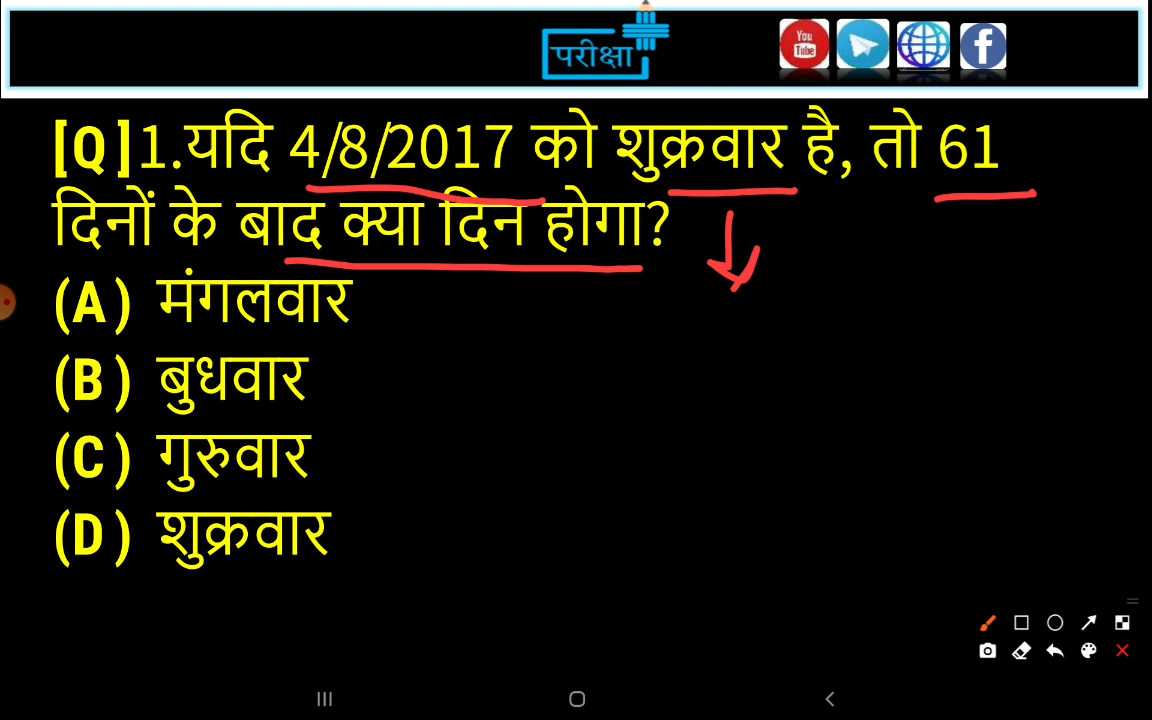 परीक्षा
You
Tube
f
[Q]1.यदि 4/8/2017 को शुक्रवार है, तो 61
दिनों के बाद क्या दिन होगा?
(A) मंगलवार
(B) बुधवार
(C) गुरुवार
(D) शुक्रवार